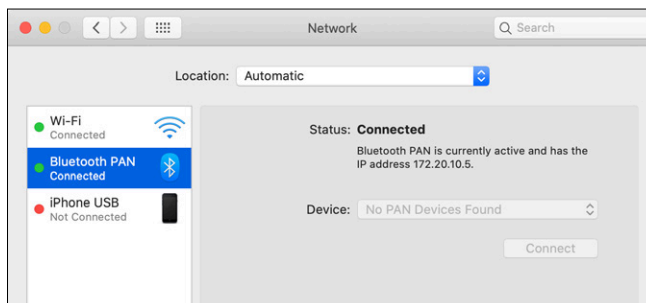 Network
Search
Location: Automatic
Wi-Fi
Connected
Bluetooth PAN
Connected
iPhone USB
Not Connected
Status: Connected
Bluetooth PAN is currently active and has the
IP address 172.20.10.5.
Device: No PAN Devices Found
Connect